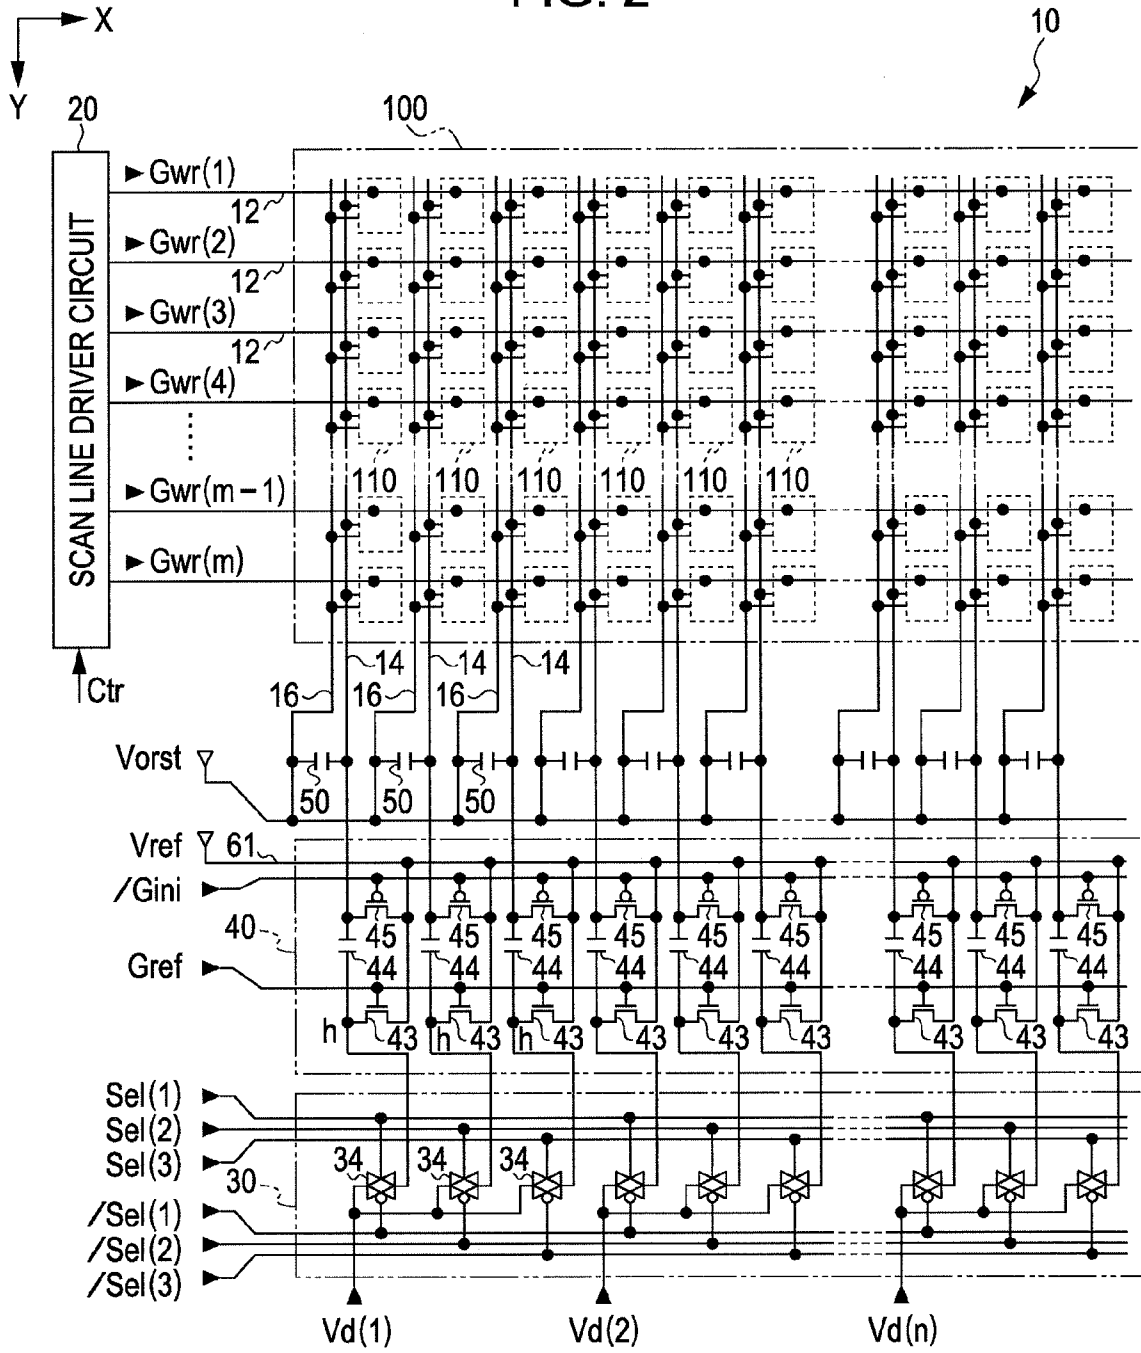 FIG. 2
X
Y
10
20
100
SCAN LINE DRIVER CIRCUIT
Gwr(1)
12
Gwr(2)
12
Gwr(3)
12
Gwr(4)
110 110 110 110 110 110
Gwr(m-1)
Gwr(m)
14 14 14
16 16 16
Ctr
Vorst
50 50 50
Vref 61
/Gini
45 45 45 45 45 45 45 45 45
40
44 44 44 44 44 44 44 44 44
Gref
h 43 h 43 h 43 43 43 43 43 43 43
Sel(1)
Sel(2)
Sel(3)
34 34 34
30
/Sel(1)
/Sel(2)
/Sel(3)
Vd(1) Vd(2) Vd(n)